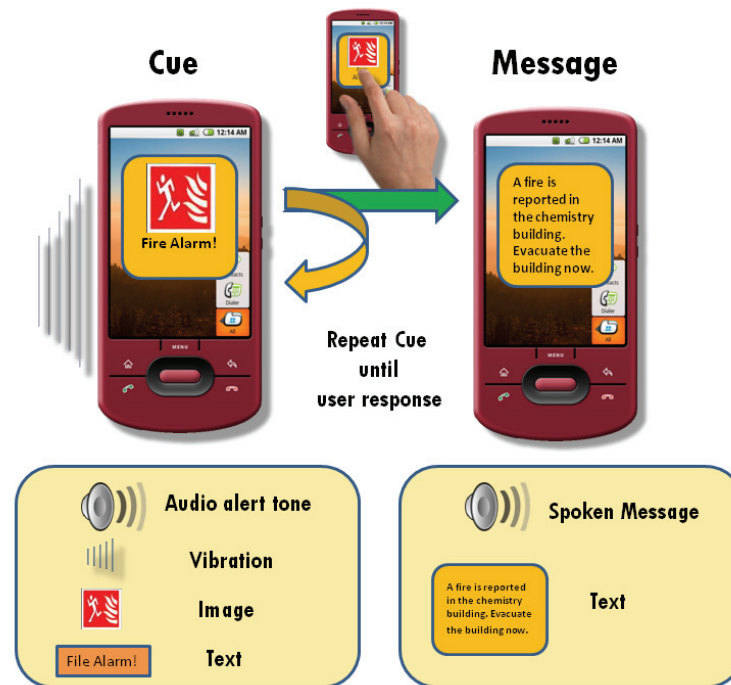 Cue
Message
12:14 AM
Fire Alarm!
Dialer
All
MENU
12:14 AM
A fire is
reported in
the chemistry
building.
Evacuate the
building now.
Dialer
All
MENU
Repeat Cue
until
user response
Audio alert tone
Vibration
Image
File Alarm!
Text
Spoken Message
A fire is reported
in the chemistry
building. Evacuate
the building now.
Text